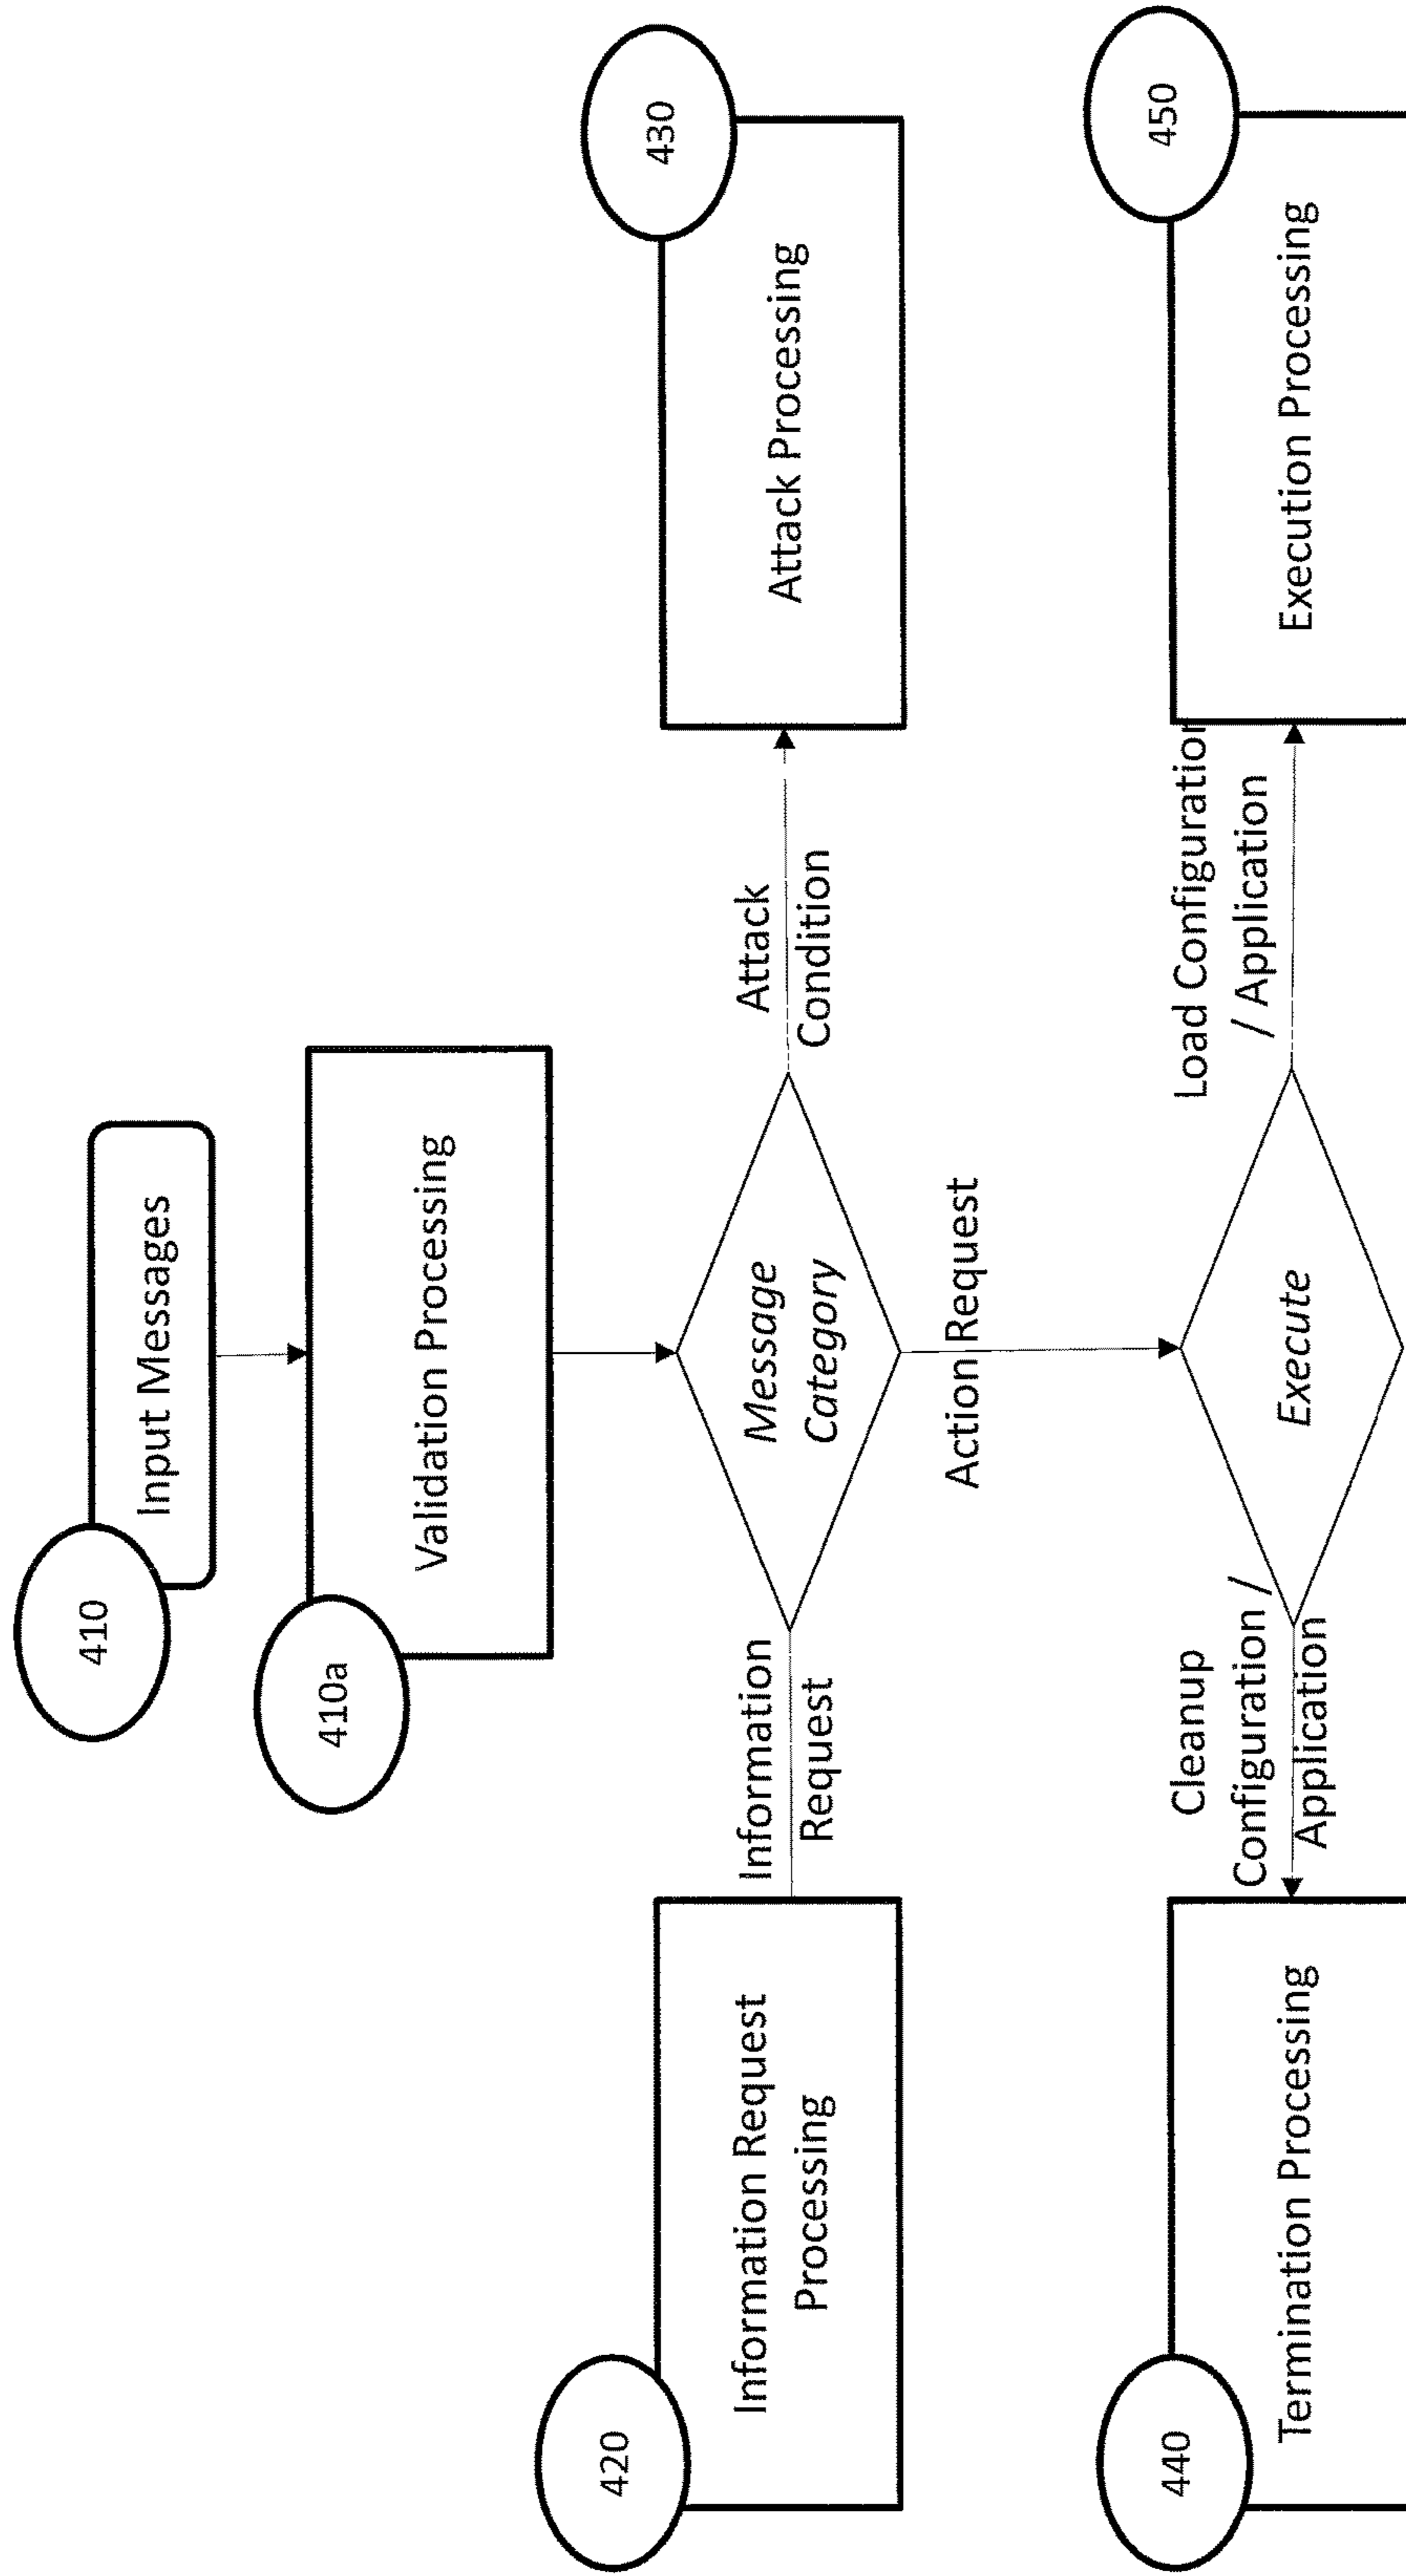 410
Input Messages
410a
Validation Processing
420
Information Request
Processing
Information
Request
Message
Category
Attack
Condition
430
Attack Processing
Action Request
440
Termination Processing
Cleanup
Configuration /
Application
Execute
Load Configuration
/ Application
450
Execution Processing